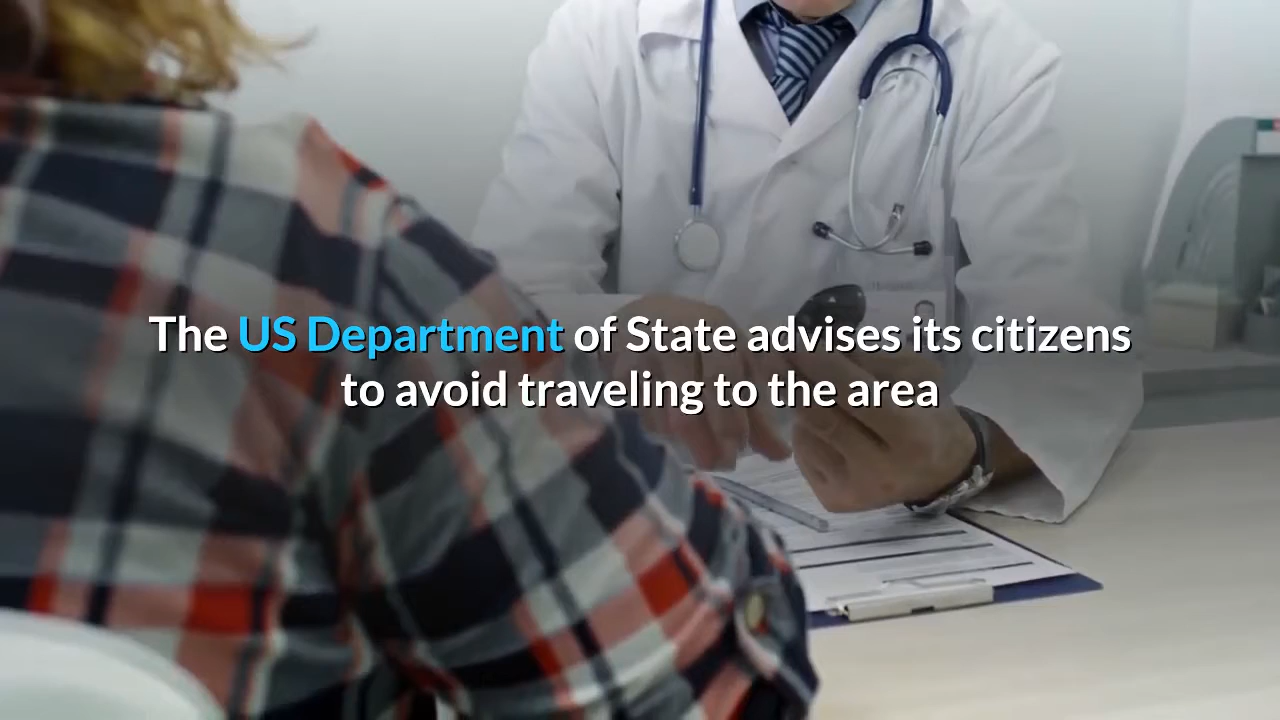 The US Department of State advises its citizens
to avoid traveling to the area